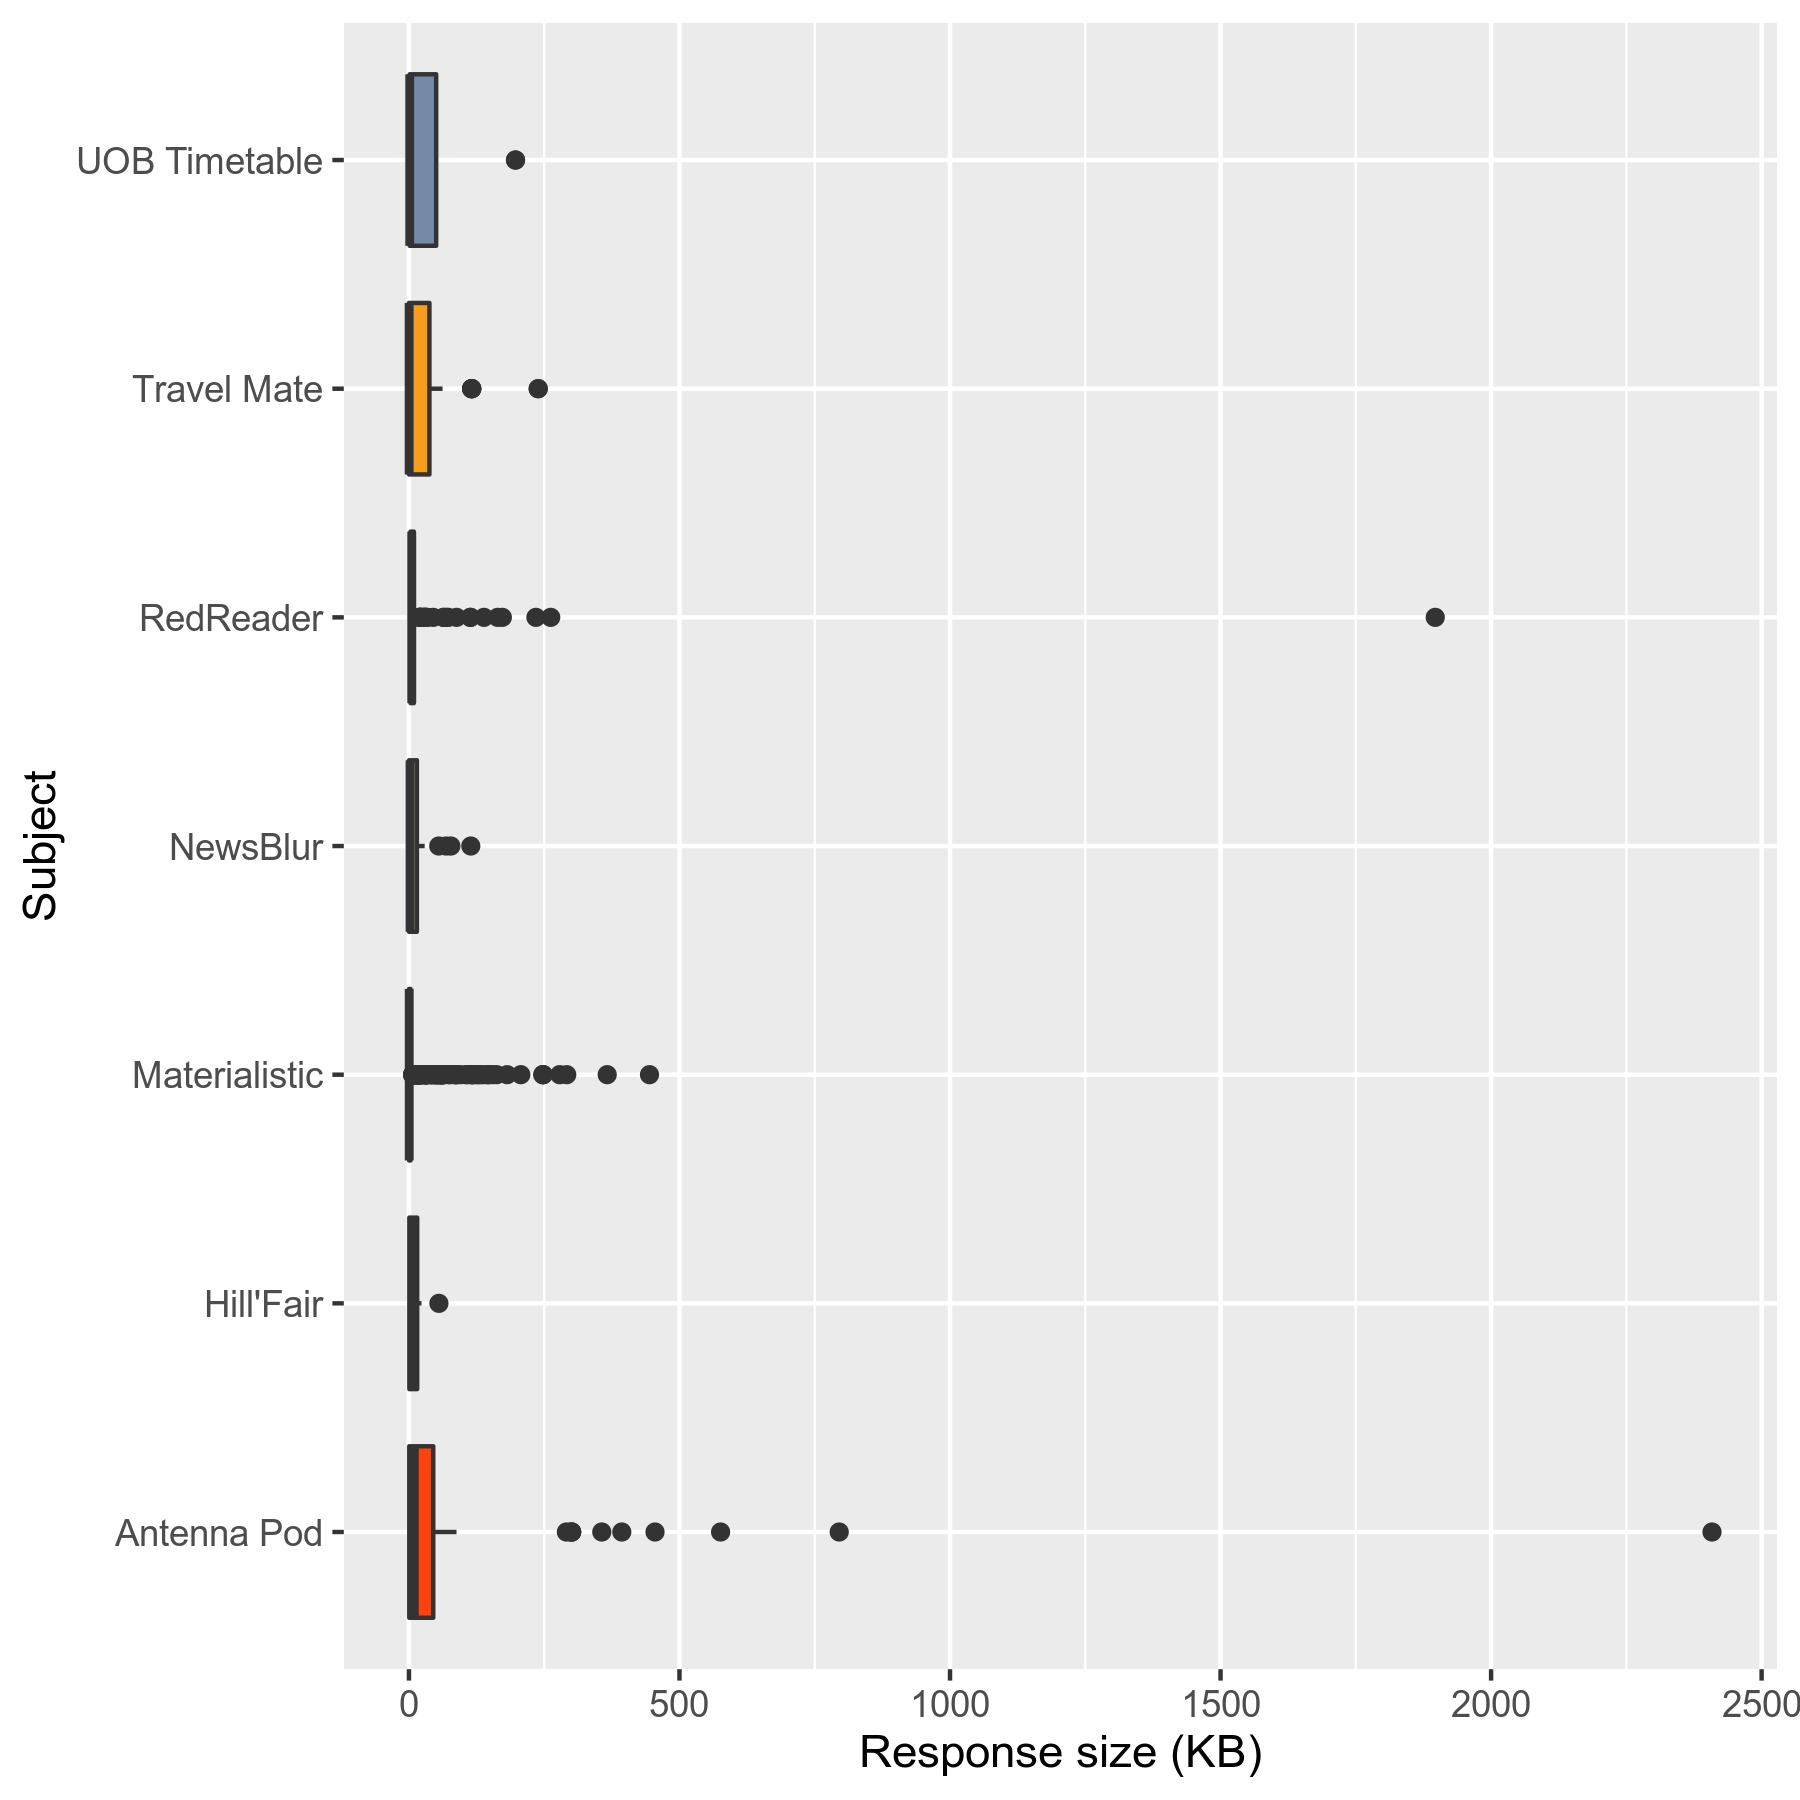 Subject
UOB Timetable
Travel Mate
RedReader
NewsBlur
Materialistic
Hill'Fair
Antenna Pod
0 500 1000 1500 2000 2500
Response size (KB)